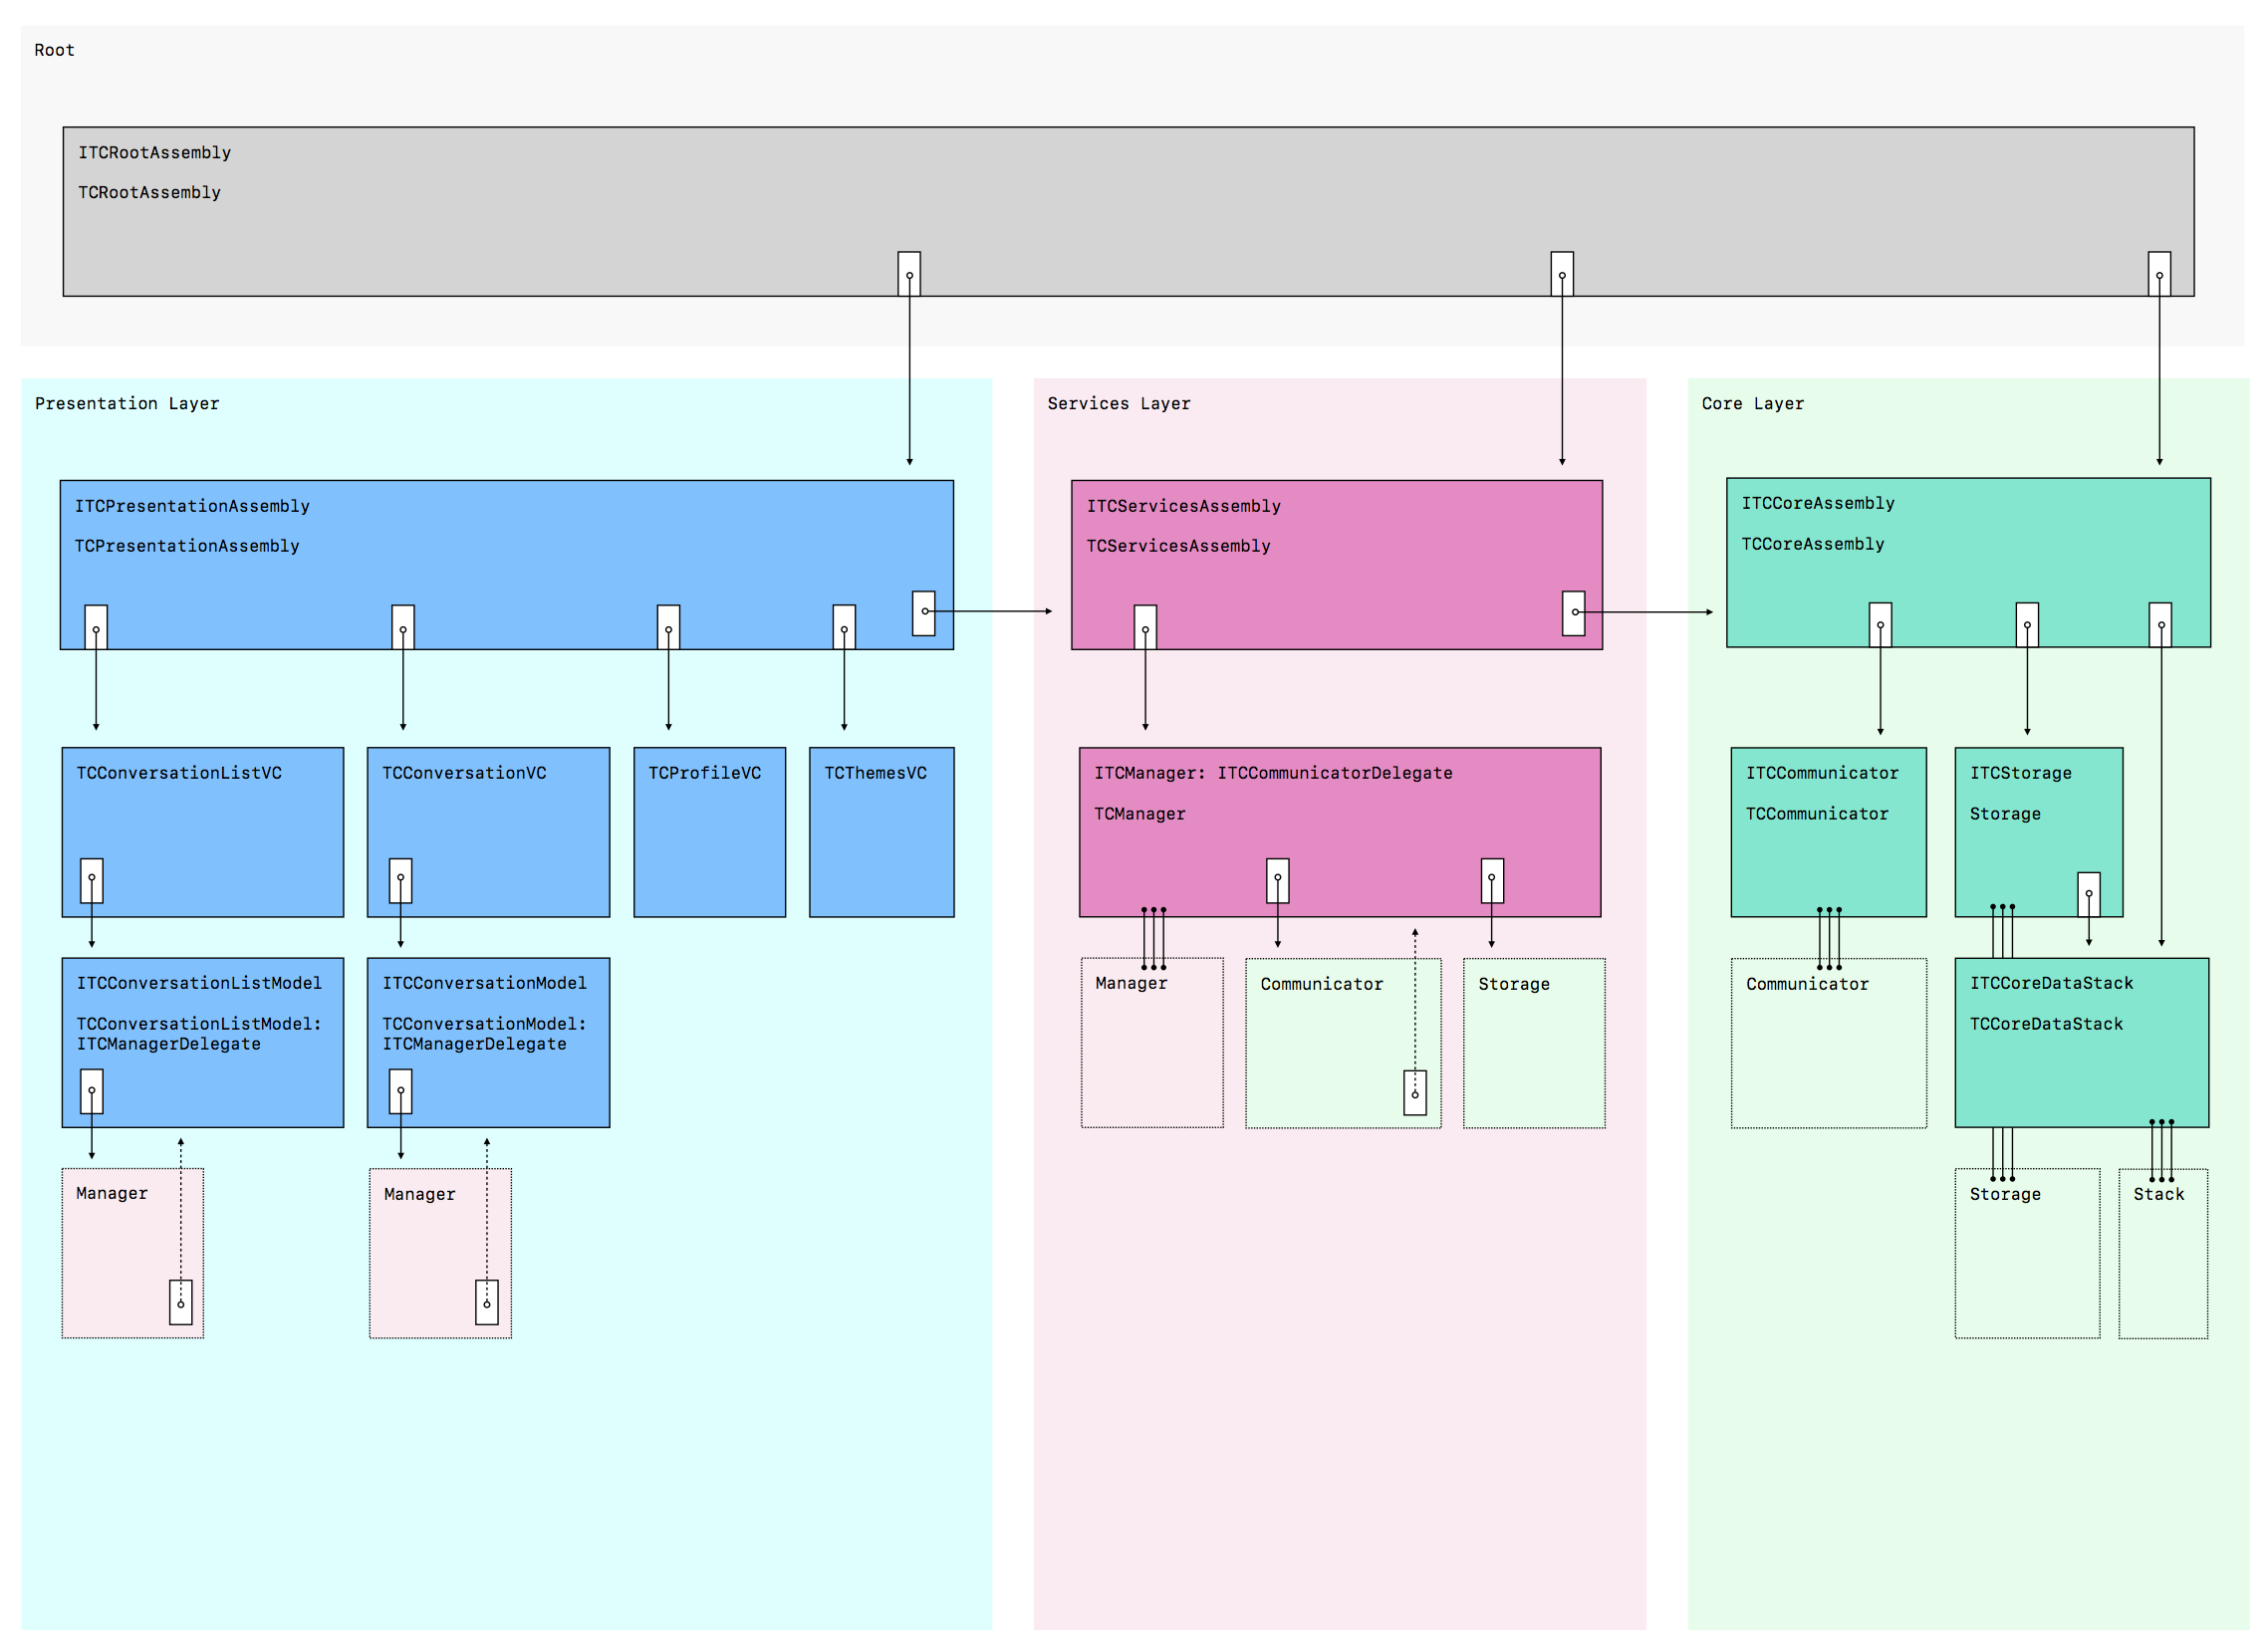 Root
ITCRootAssembly
TCRootAssembly
Presentation Layer
ITCPresentationAssembly
TCPresentationAssembly
TCConversationListVC
TCConversationVC
TCProfileVC
TCThemesVC
ITCConversationListModel
TCConversationListModel:
ITCManagerDelegate
ITCConversationModel
TCConversationModel:
ITCManagerDelegate
Manager
Manager
Services Layer
ITCServicesAssembly
TCServicesAssembly
ITCManager: ITCCommunicatorDelegate
TCManager
Manager
Communicator
Storage
Core Layer
ITCCoreAssembly
TCCoreAssembly
ITCCommunicator
TCCommunicator
ITCStorage
Storage
Communicator
ITCCoreDataStack
TCCoreDataStack
Storage
Stack